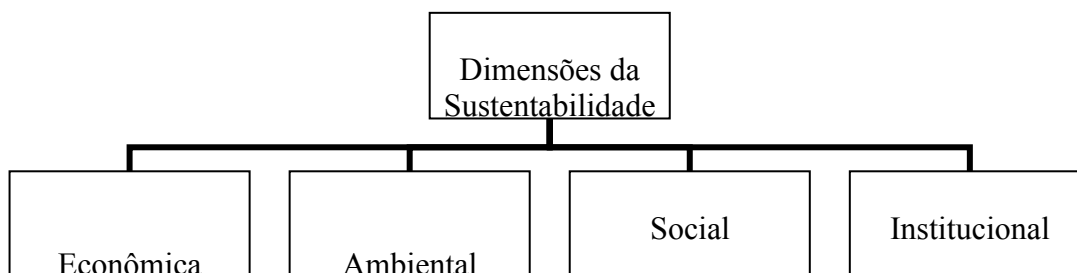 Dimensões da
Sustentabilidade
Social
Institucional
Econômica
Ambiental